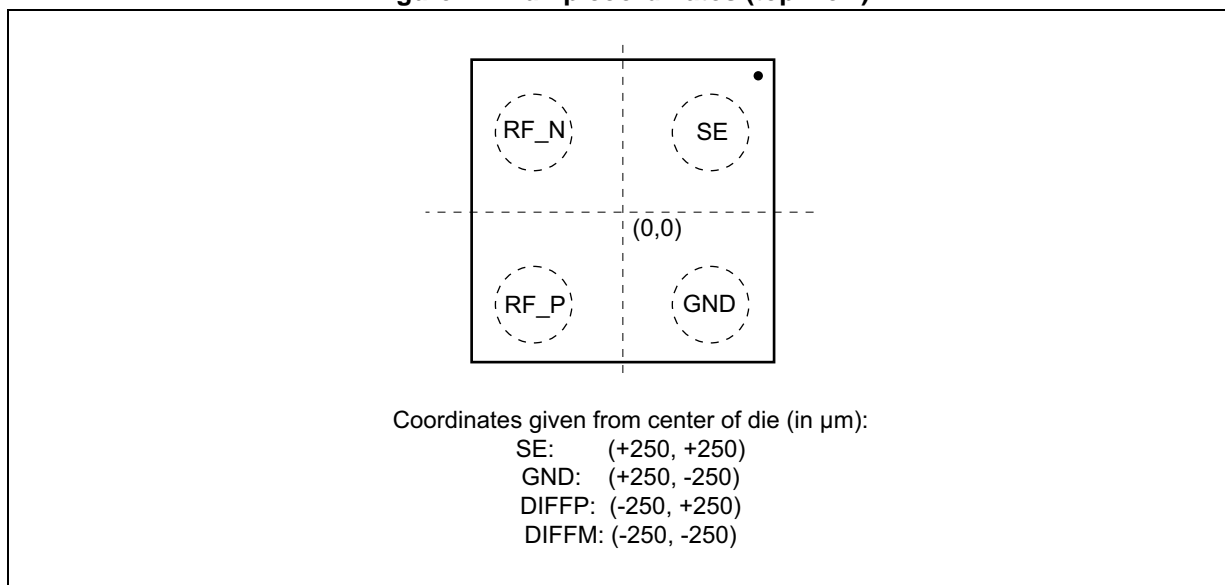 RF_N SE
(0,0)
RF_P GND
Coordinates given from center of die (in µm):
SE: (+250, +250)
GND: (+250, -250)
DIFFP: (-250, +250)
DIFFM: (-250, -250)